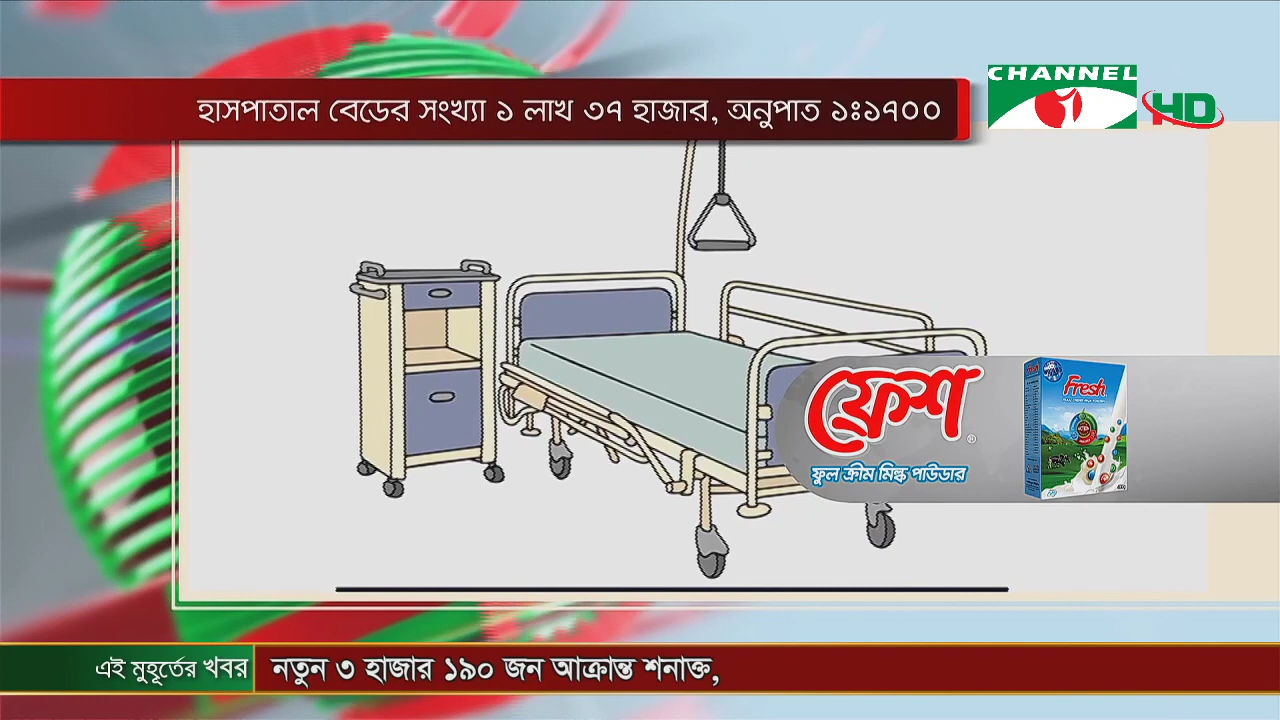 হাসপাতাল বেডের সংখ্যা ১ লাখ ৩৭ হাজার, অনুপাত ১ঃ১৭০০
CHANNEL
HD
ফ্রেশ
®
ফুল ক্রীম মিল্ক পাউডার
Fresh
এই মুহূর্তের খবর
নতুন ৩ হাজার ১৯০ জন আক্রান্ত শনাক্ত,